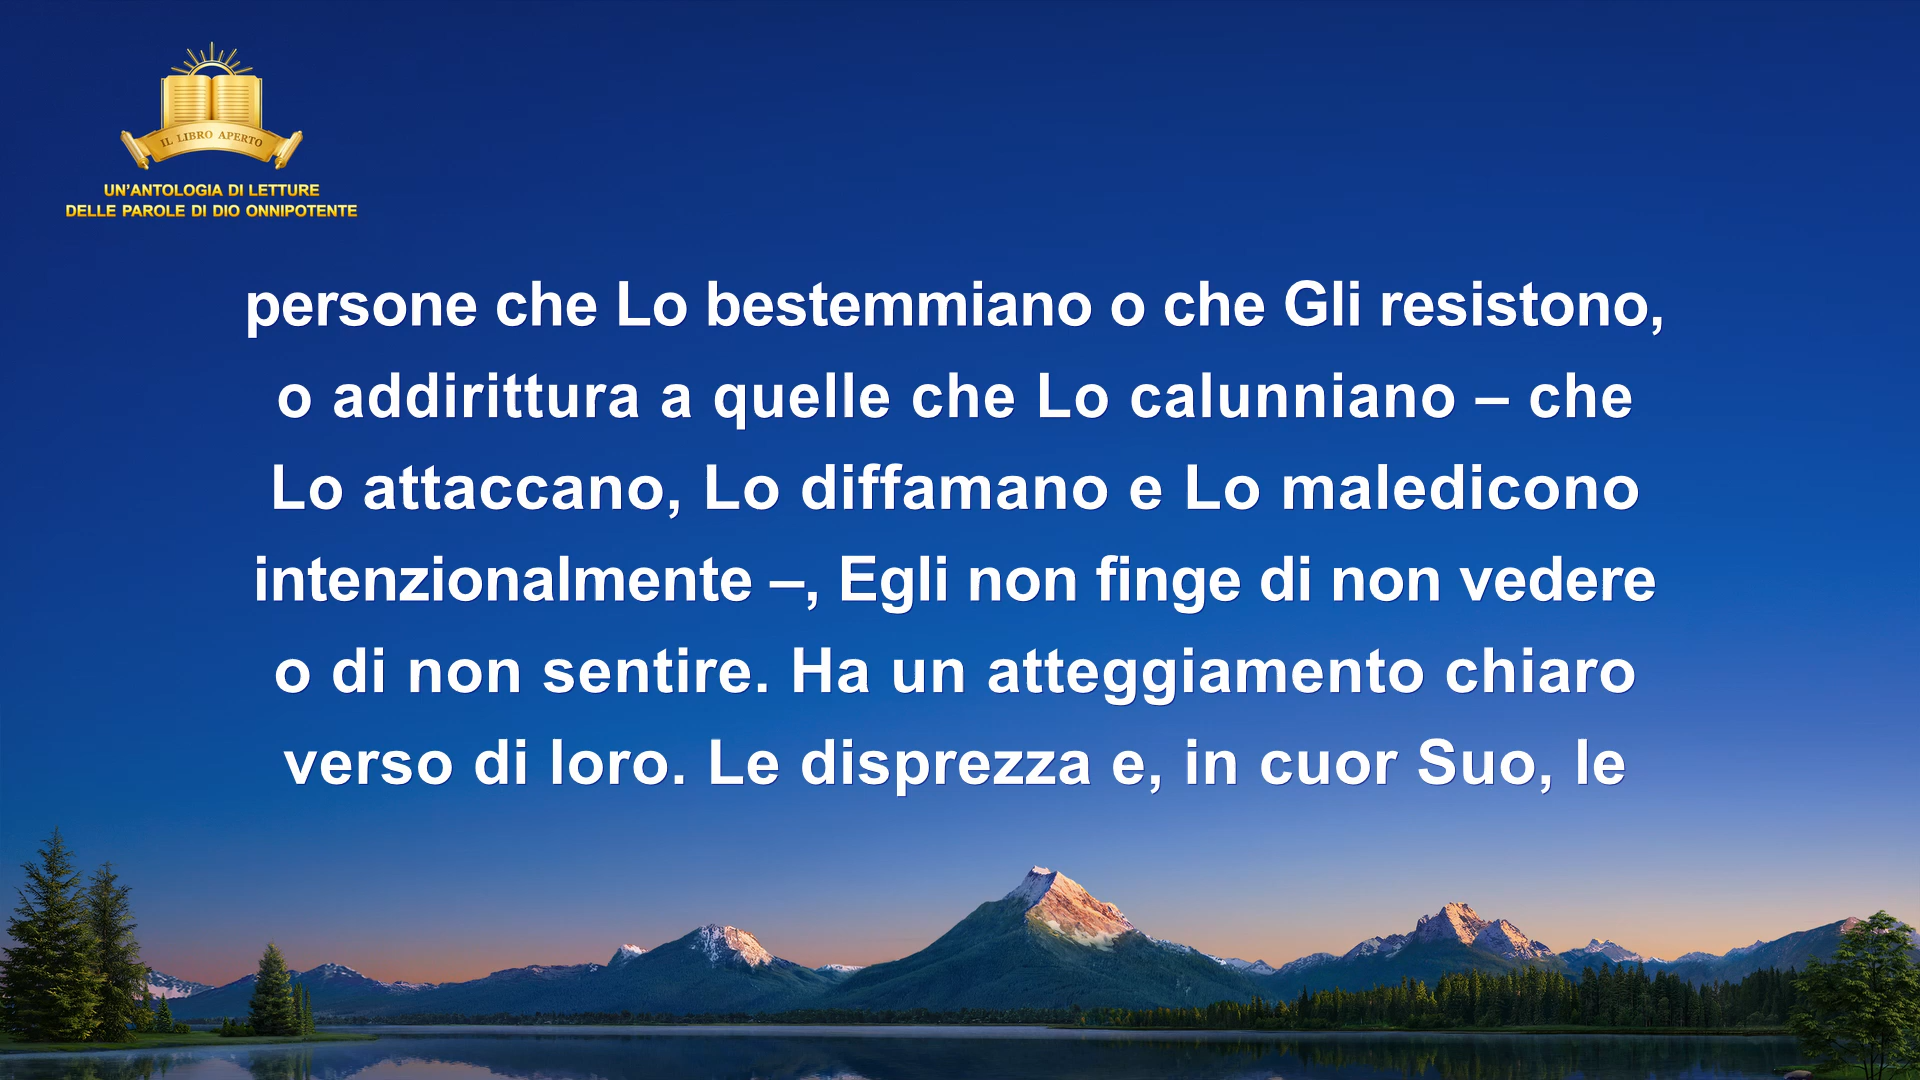 IL LIBRO APERTO
UN'ANTOLOGIA DI LETTURE
DELLE PAROLE DI DIO ONNIPOTENTE
persone che Lo bestemmiano o che Gli resistono,
o addirittura a quelle che Lo calunniano – che
Lo attaccano, Lo diffamano e Lo maledicono
intenzionalmente –, Egli non finge di non vedere
o di non sentire. Ha un atteggiamento chiaro
verso di loro. Le disprezza e, in cuor Suo, le